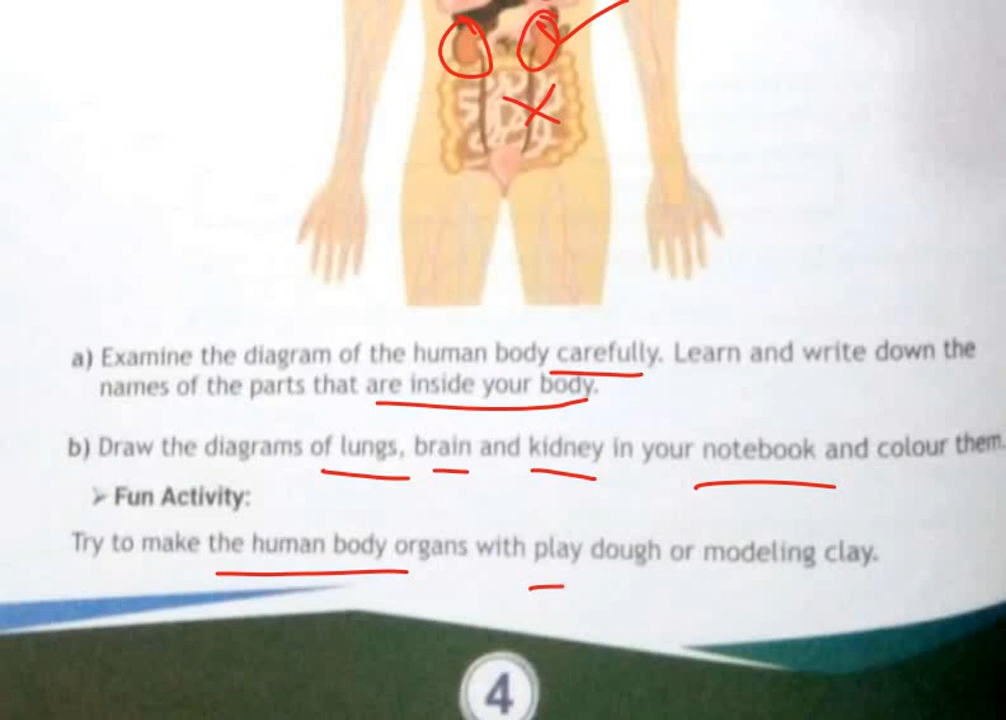 a) Examine the diagram of the human body carefully. Learn and write down the
names of the parts that are inside your body.
b) Draw the diagrams of lungs, brain and kidney in your notebook and colour them.
➢ Fun Activity:
Try to make the human body organs with play dough or modeling clay.
4